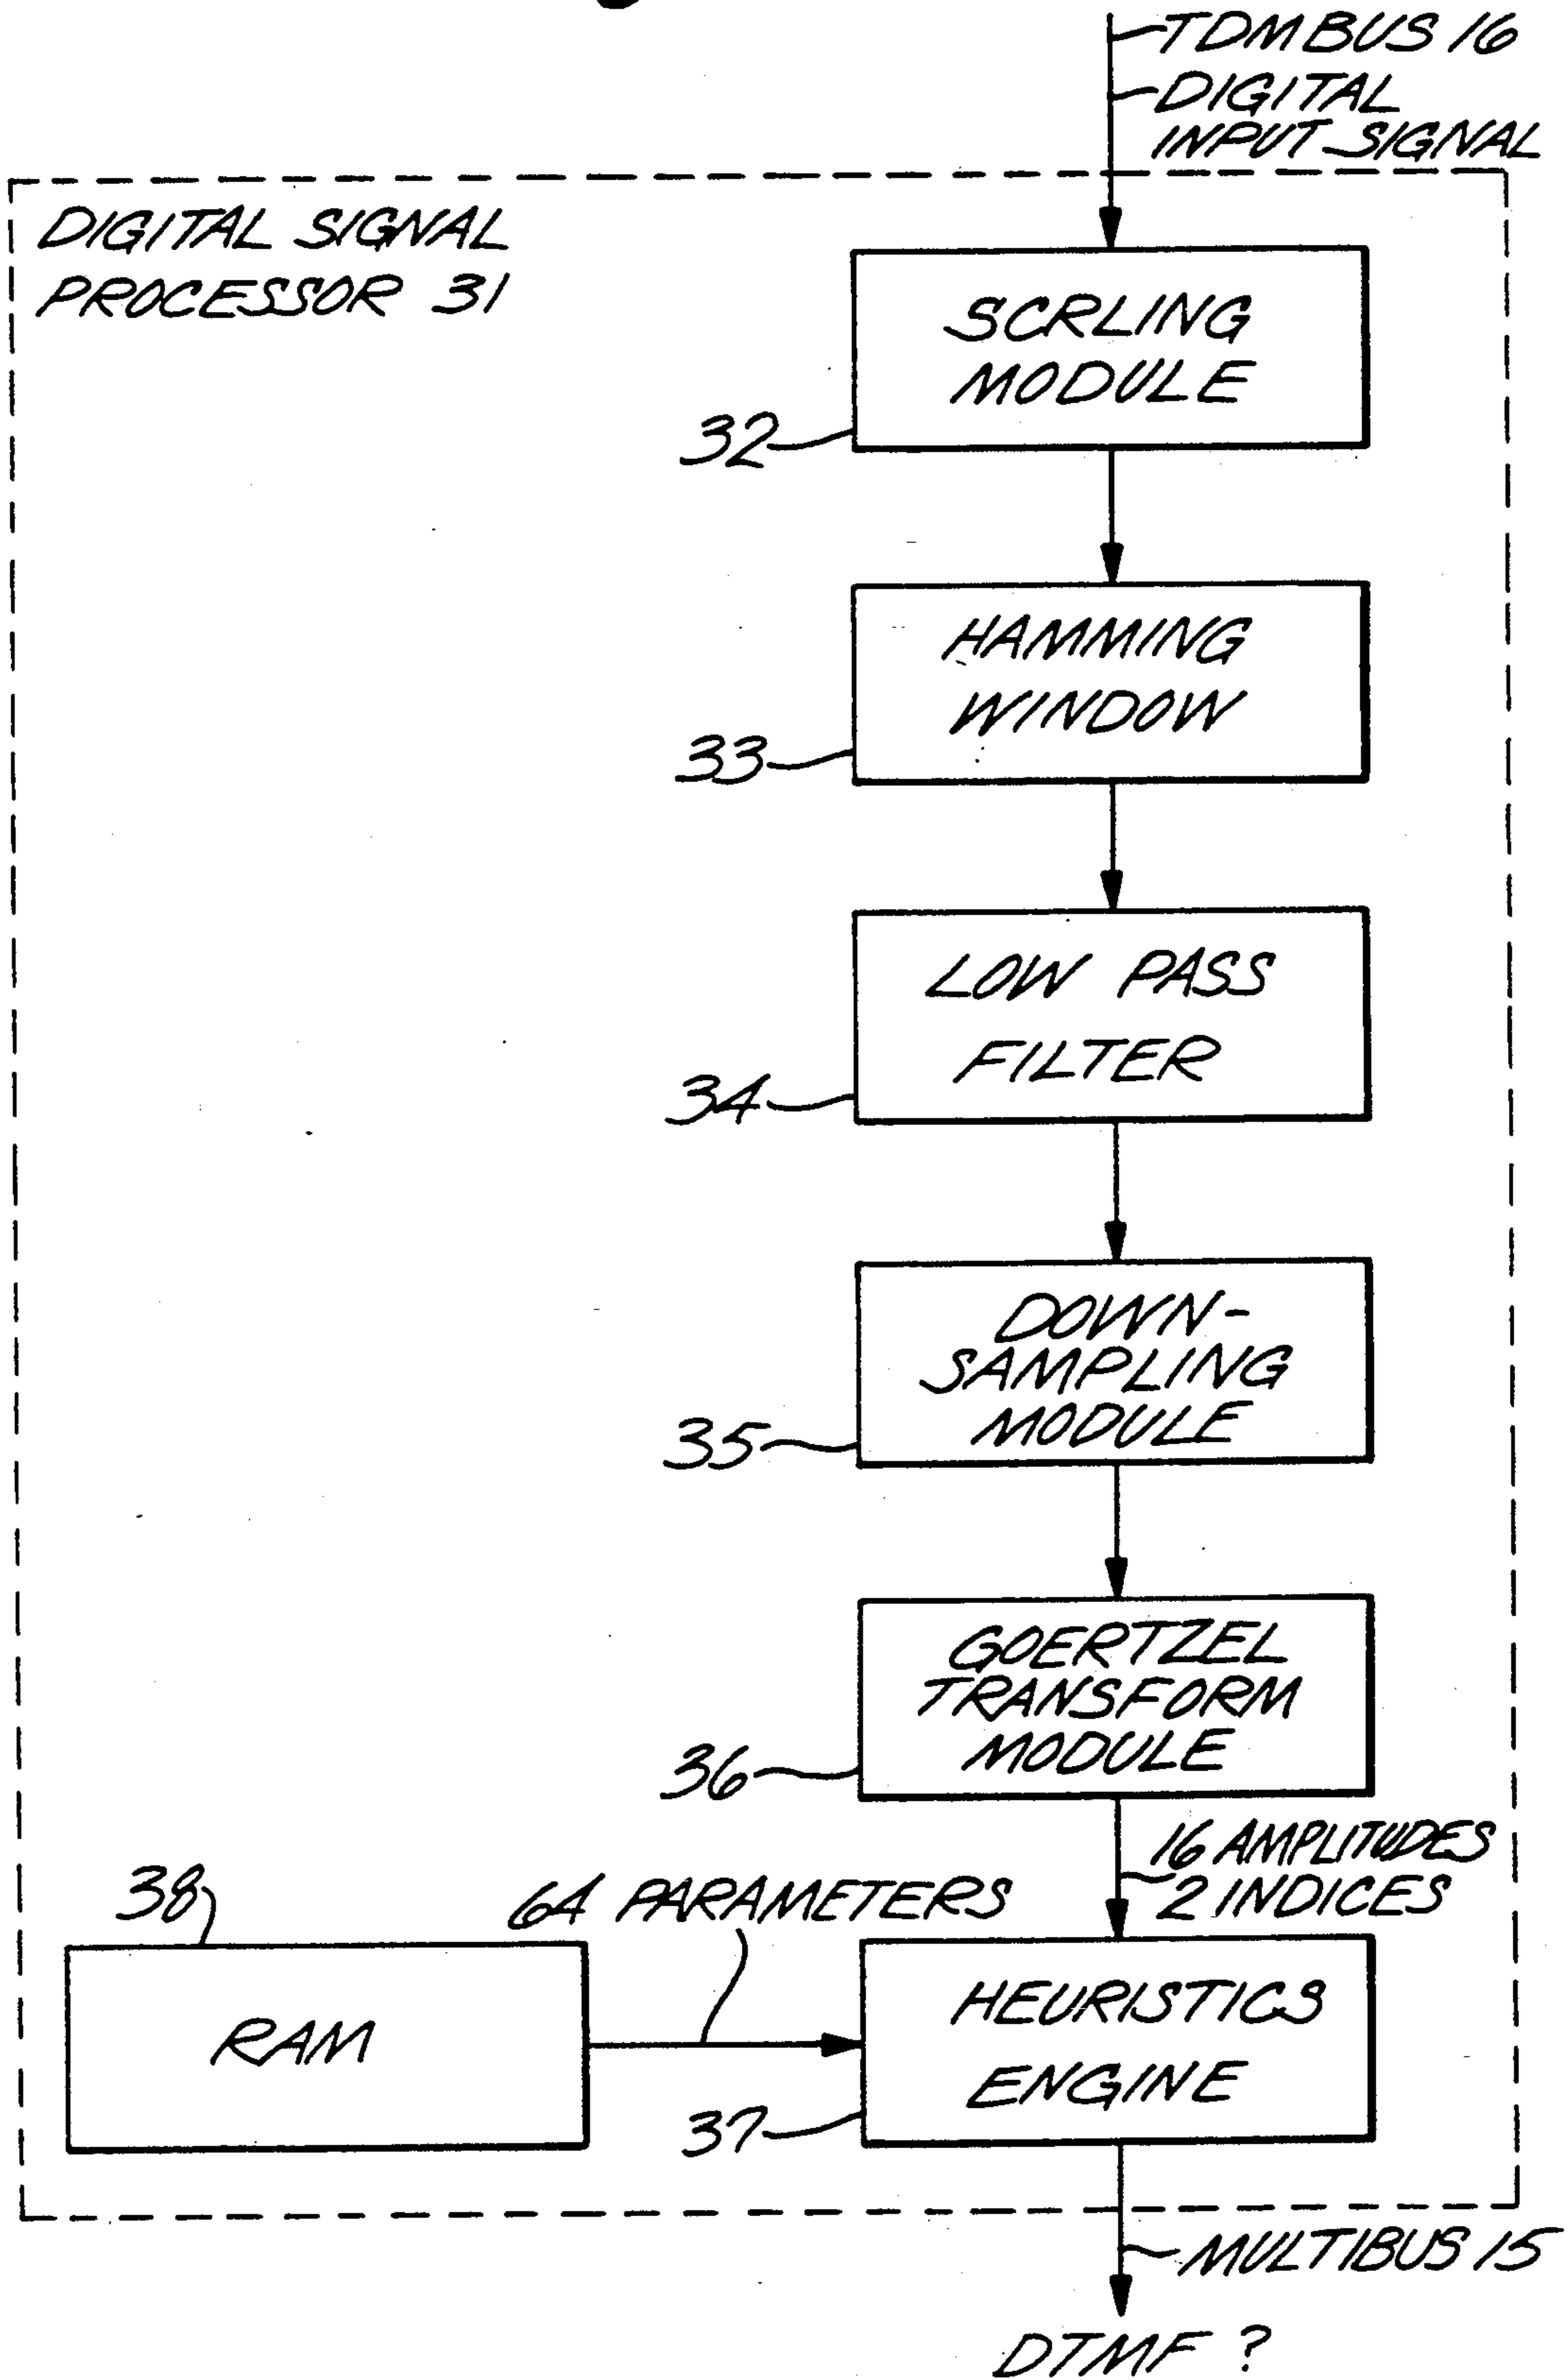 TDM BUS 16
DIGITAL
INPUT SIGNAL
DIGITAL SIGNAL
PROCESSOR 31
SCRLING
MODULE
32
HAMMING
WINDOW
33
LOW PASS
FILTER
34
DOWN-
SAMPLING
MODULE
35
GOERTZEL
TRANSFORM
MODULE
36
16 AMPLITUDES
2 INDICES
38
64 PARAMETERS
RAM
HEURISTICS
ENGINE
37
MULTIBUS 15
DTMF ?